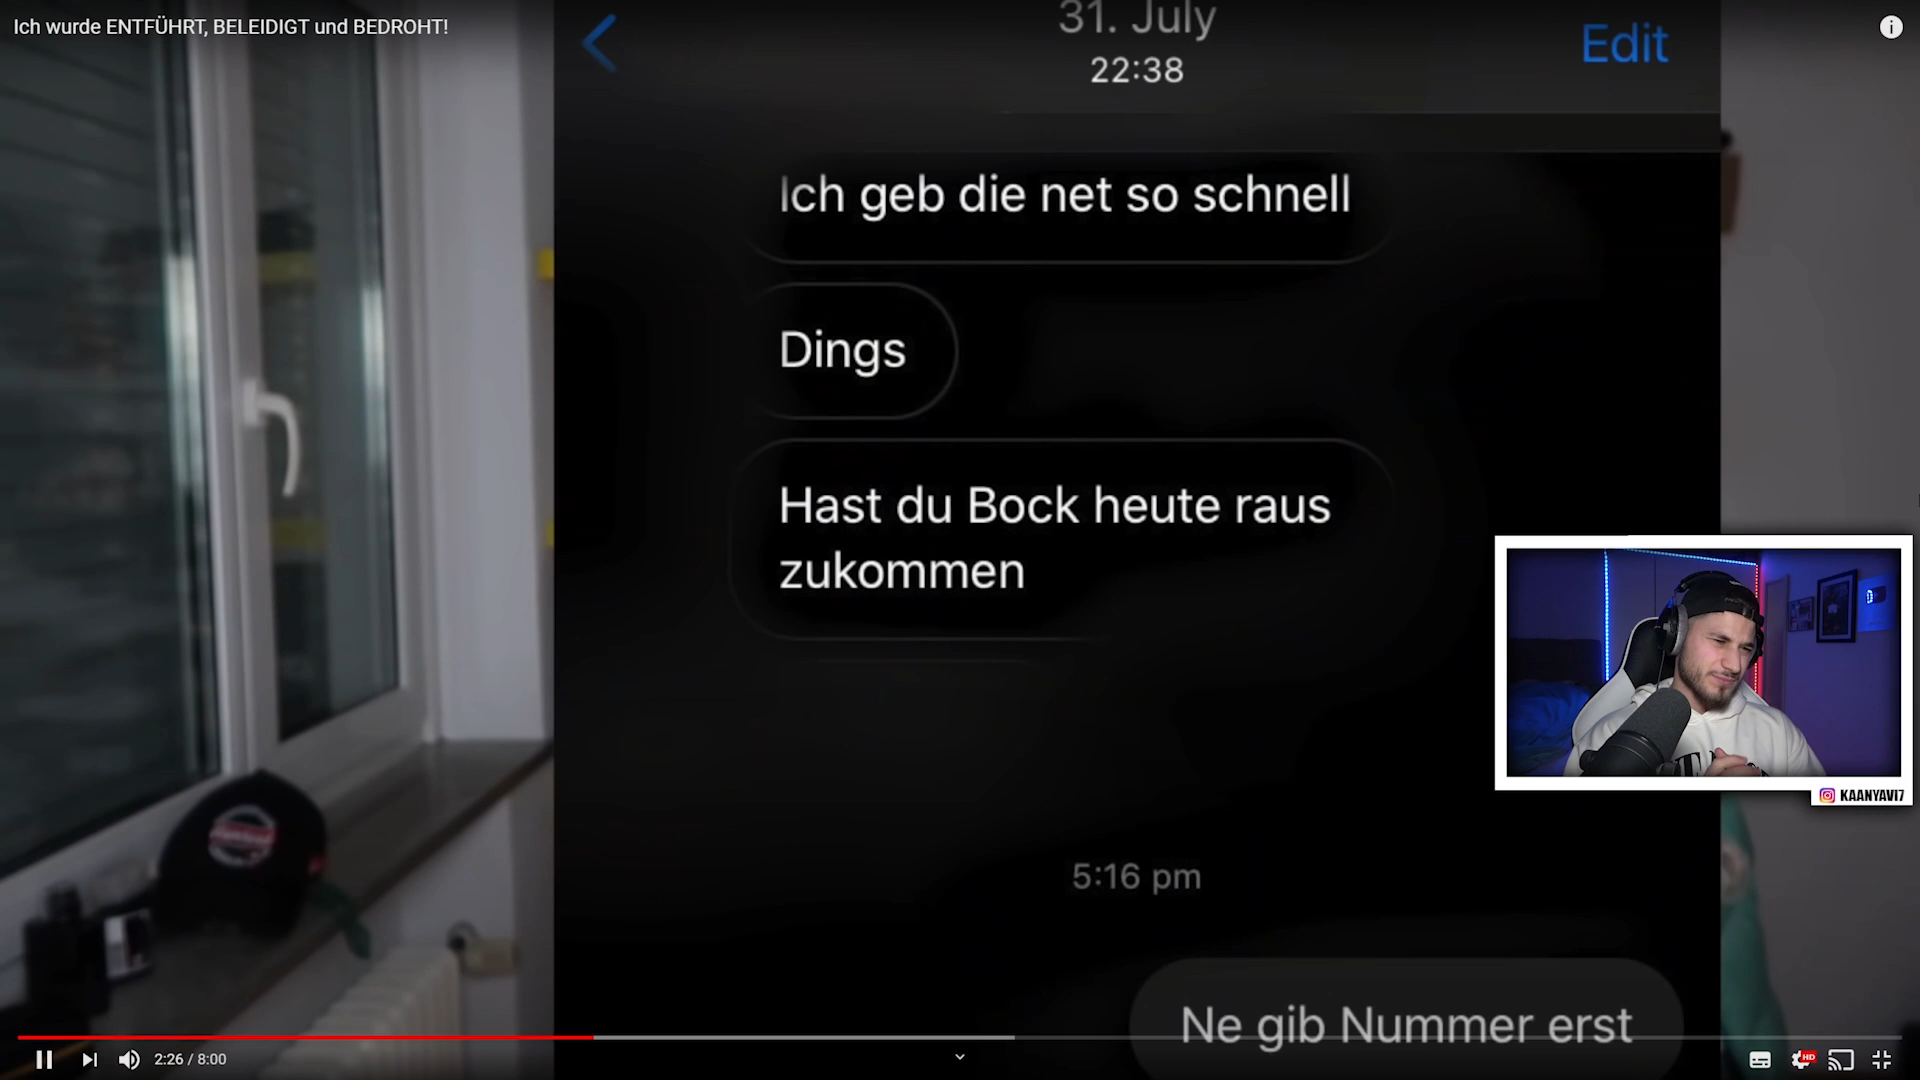 Ich wurde ENTFÜHRT, BELEIDIGT und BEDROHT!
31. July
22:38
Edit
Ich geb die net so schnell
Dings
Hast du Bock heute raus
zukommen
KAANYAVI7
5:16 pm
Ne gib Nummer erst
2:26 / 8:00
HD